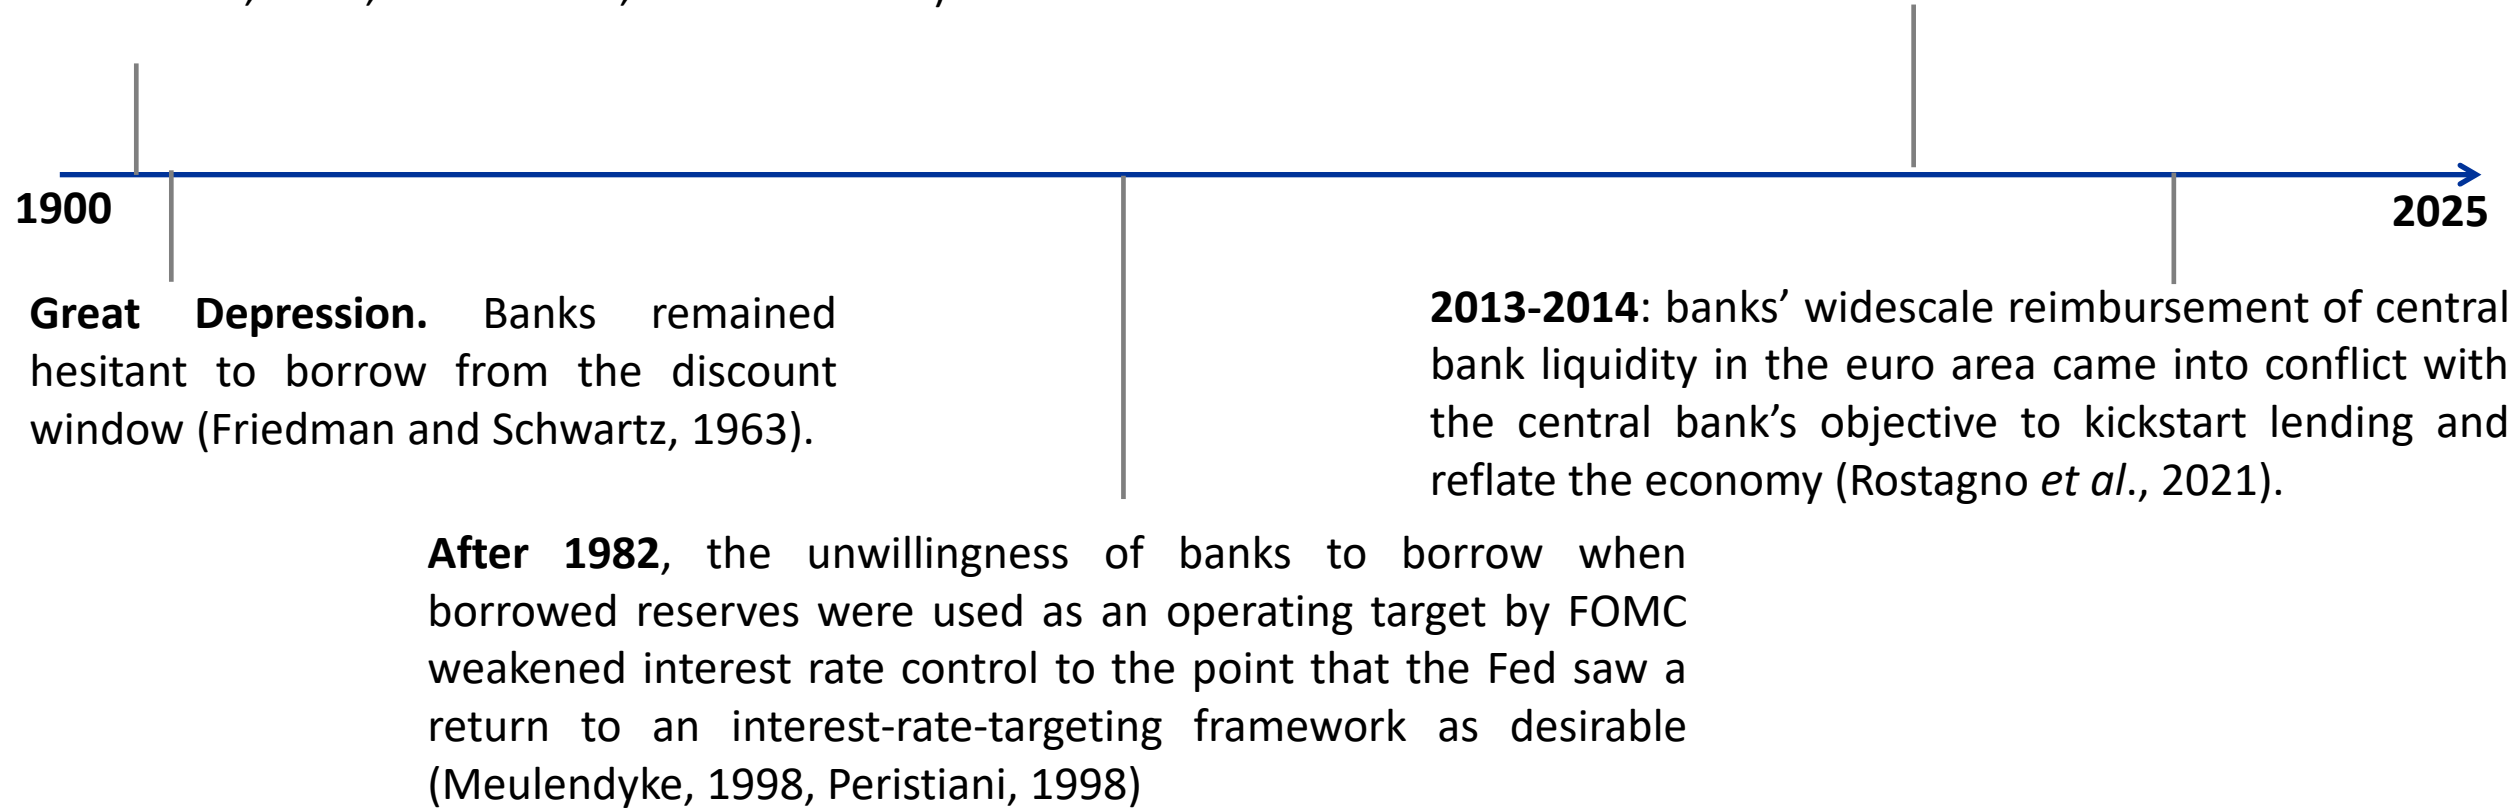 1900
2025
Great Depression. Banks remained
hesitant to borrow from the discount
window (Friedman and Schwartz, 1963).
2013-2014: banks’ widescale reimbursement of central
bank liquidity in the euro area came into conflict with
the central bank’s objective to kickstart lending and
reflate the economy (Rostagno et al., 2021).
After 1982, the unwillingness of banks to borrow when
borrowed reserves were used as an operating target by FOMC
weakened interest rate control to the point that the Fed saw a
return to an interest-rate-targeting framework as desirable
(Meulendyke, 1998, Peristiani, 1998)